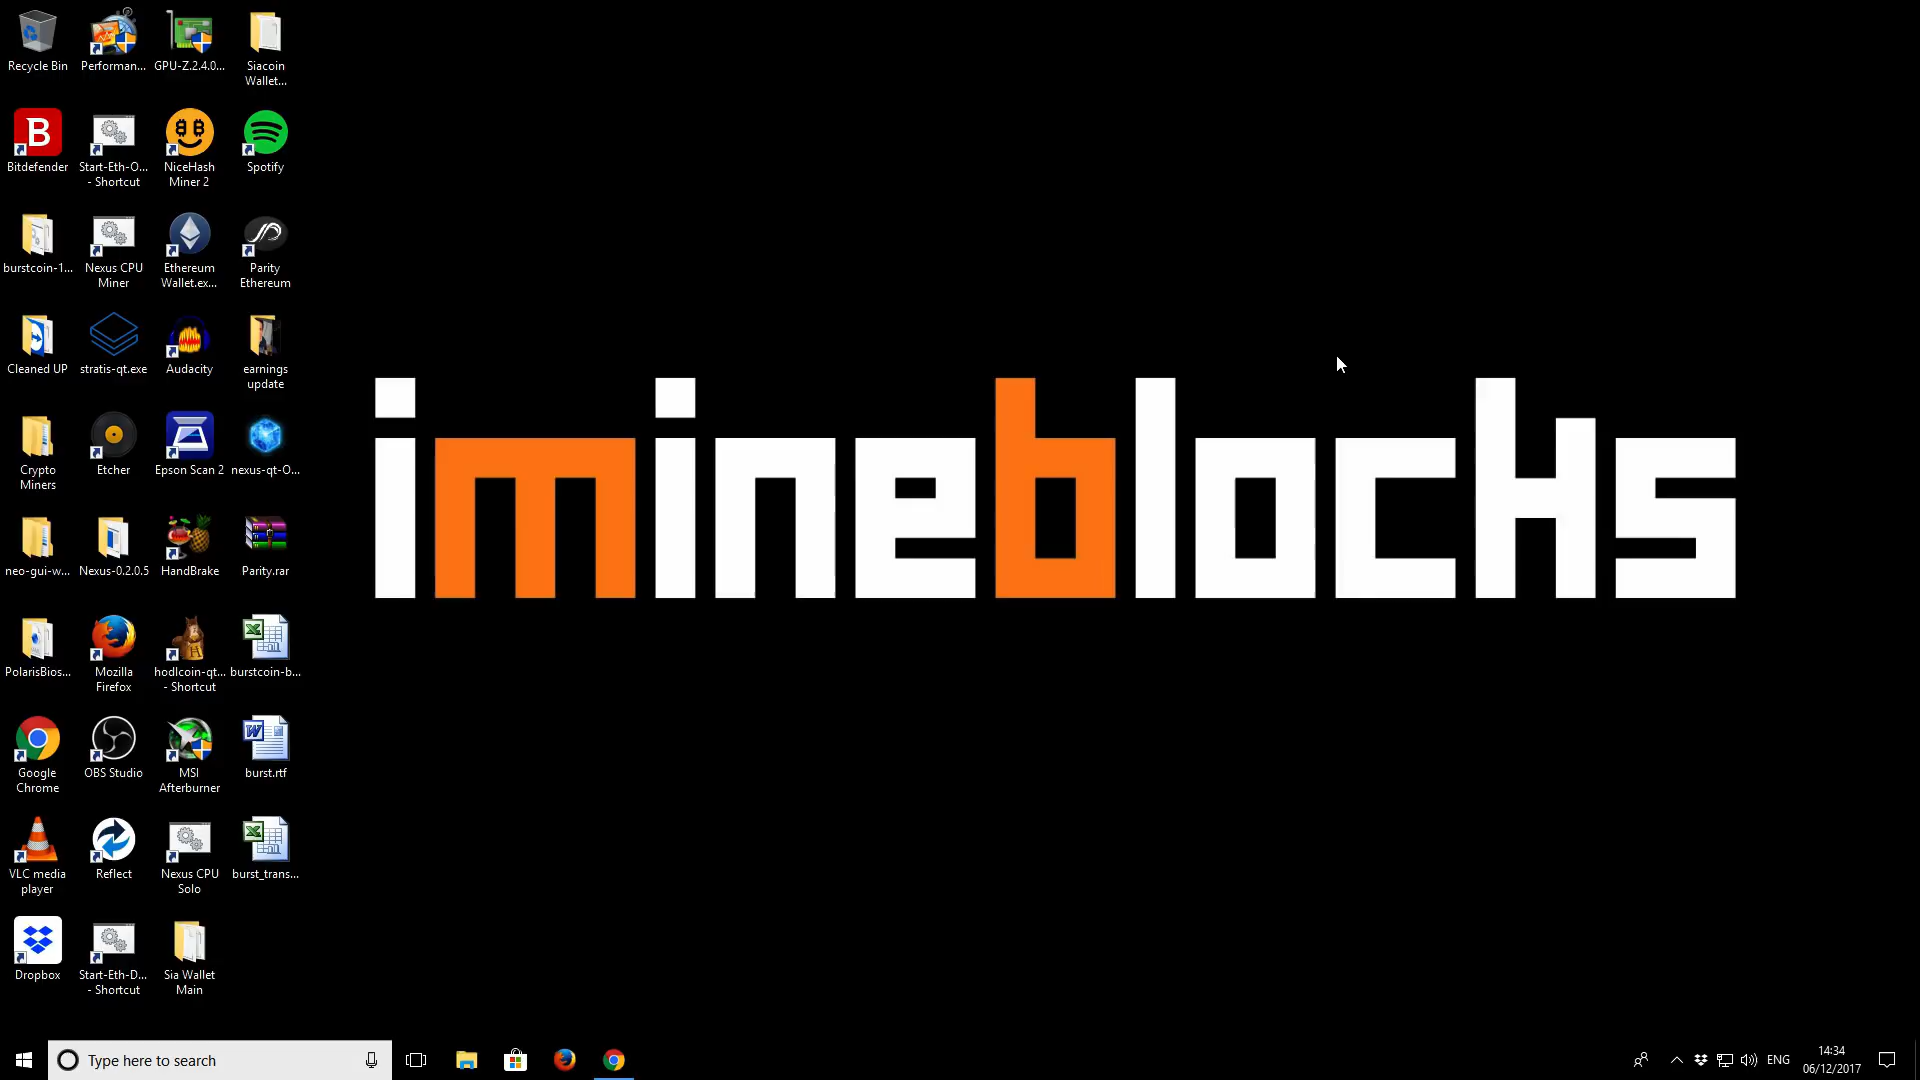 Recycle Bin
Performan...
GPU-Z.2.4.0...
Siacoin
Wallet...
B
Bitdefender
Start-Eth-O...
- Shortcut
NiceHash
Miner 2
Spotify
burstcoin-1...
Nexus CPU
Miner
Ethereum
Wallet.ex...
Parity
Ethereum
Cleaned UP
stratis-qt.exe
Audacity
earnings
update
Crypto
Miners
Etcher
Epson Scan 2
nexus-qt-O...
neo-gui-w...
Nexus-0.2.0.5
HandBrake
Parity.rar
PolarisBios...
Mozilla
Firefox
hodlcoin-qt...
- Shortcut
burstcoin-b...
Google
Chrome
OBS Studio
MSI
Afterburner
burst.rtf
VLC media
player
Reflect
Nexus CPU
Solo
burst_trans...
Dropbox
Start-Eth-D...
- Shortcut
Sia Wallet
Main
imineblocks
Type here to search
ENG
14:34
06/12/2017